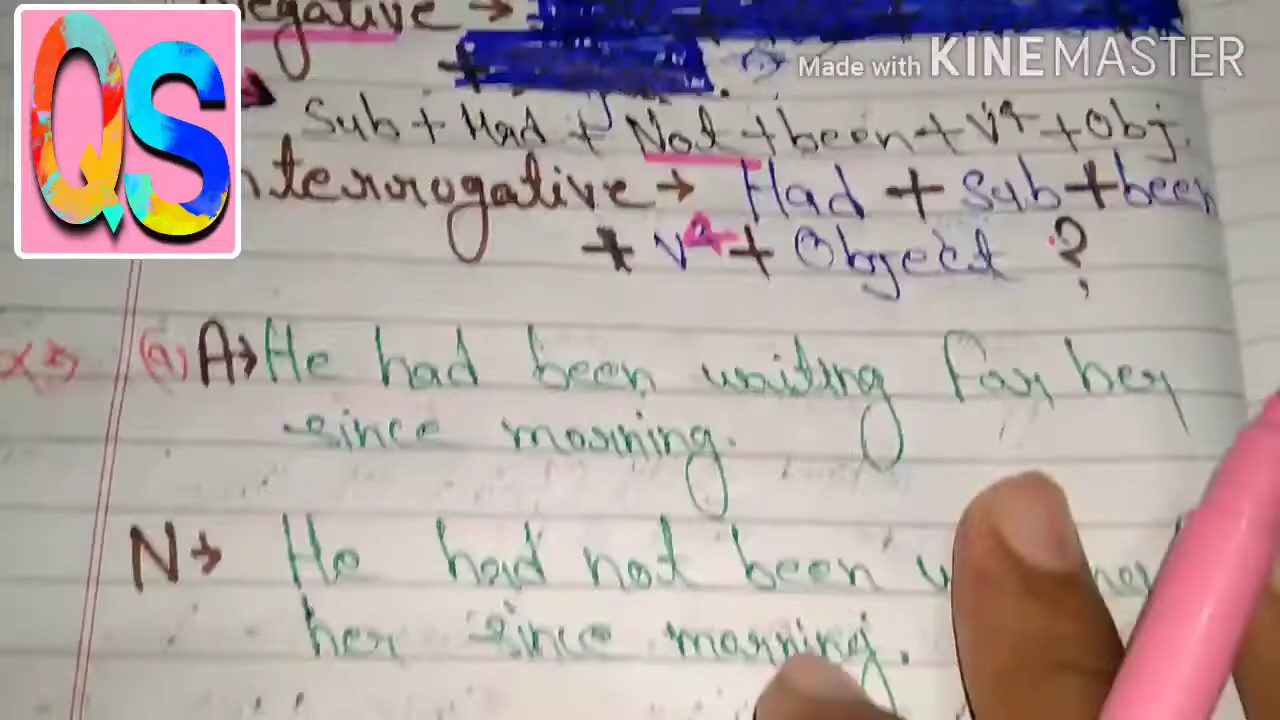 Negative →
QS
Made with KINEMASTER
Sub + Had + Not + been + V⁴ + Obj.
nterrogative → Had + Sub + been
+ V⁴ + Object ?
(a) A→ He had been waiting for her
since morning.
N→ He had not been
her since morning.